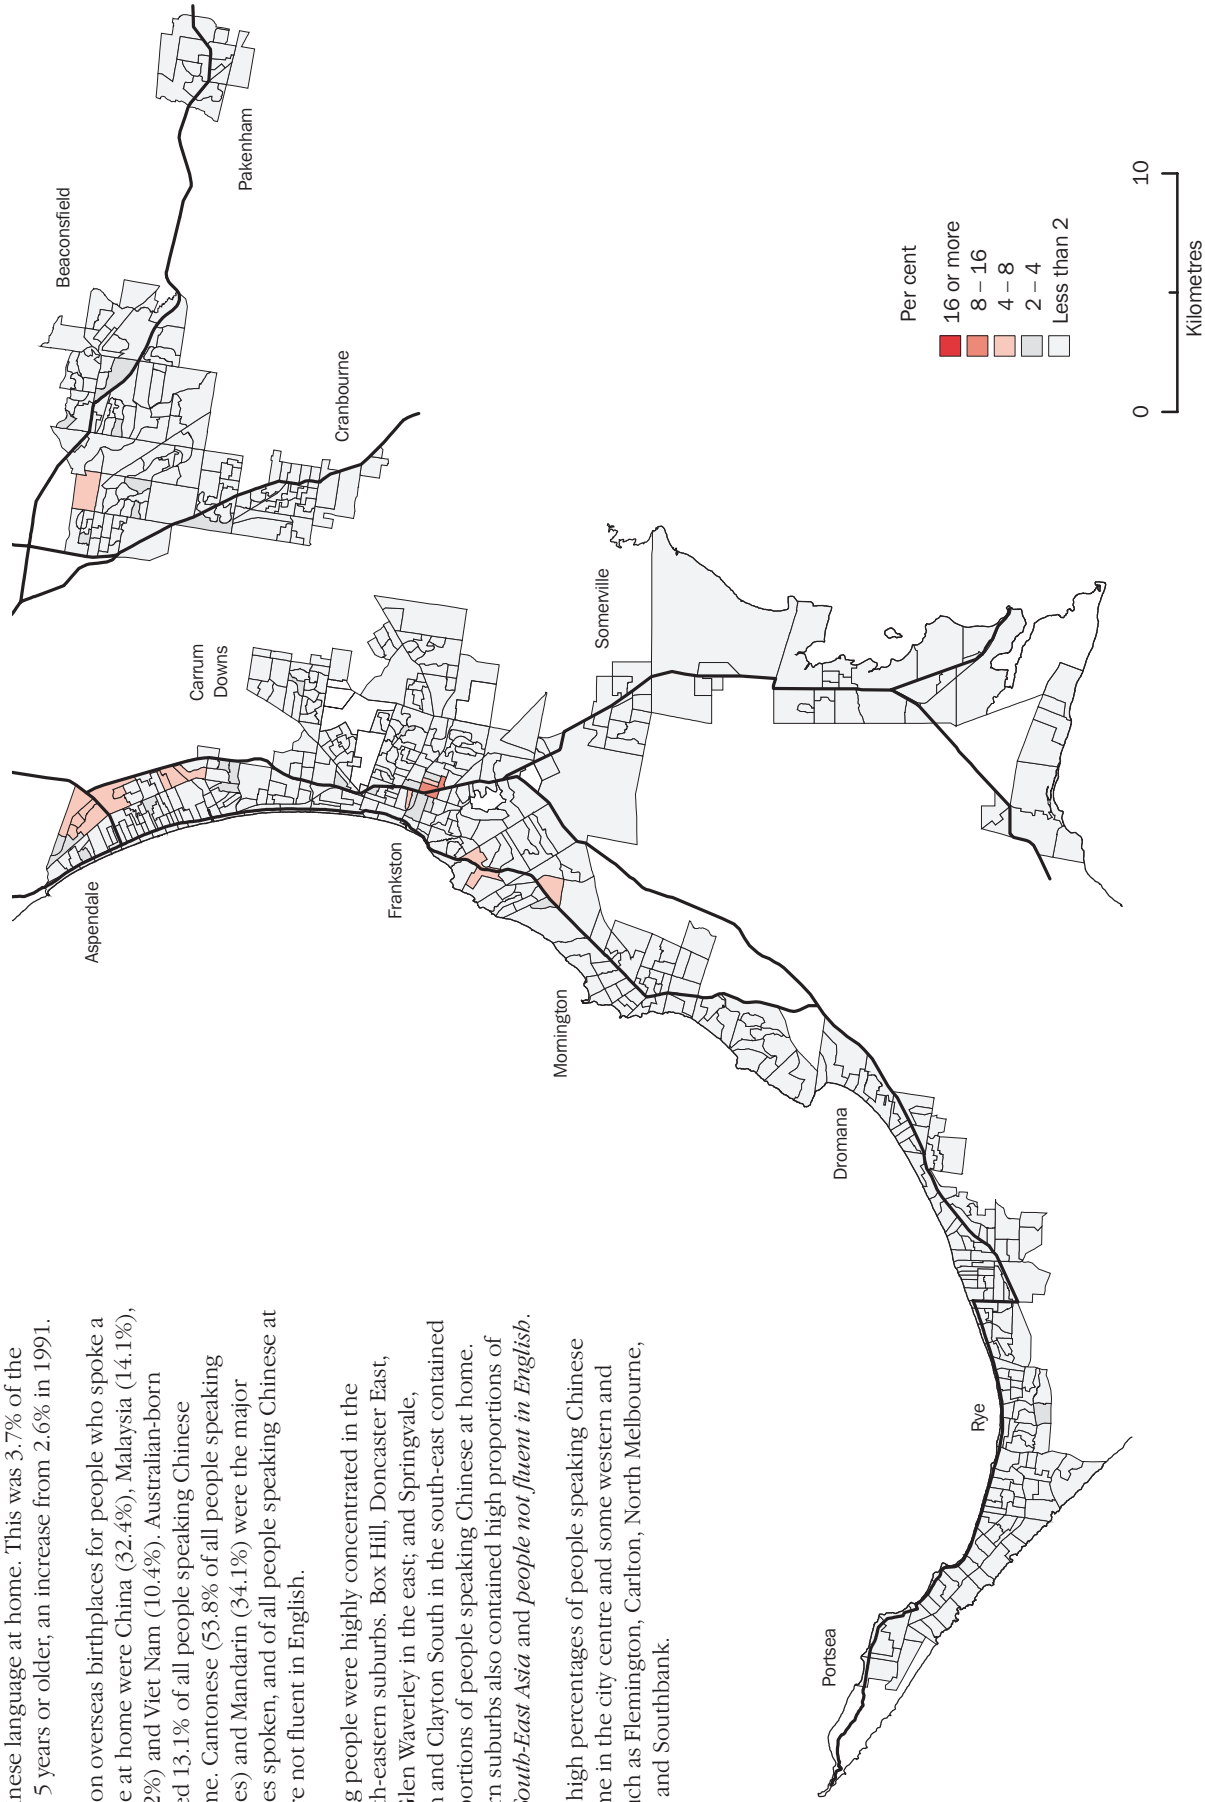 nese language at home. This was 3.7% of the
5 years or older, an increase from 2.6% in 1991.
on overseas birthplaces for people who spoke a
e at home were China (32.4%), Malaysia (14.1%),
2%) and Viet Nam (10.4%). Australian-born
ed 13.1% of all people speaking Chinese
me. Cantonese (53.8% of all people speaking
es) and Mandarin (34.1%) were the major
es spoken, and of all people speaking Chinese at
re not fluent in English.
g people were highly concentrated in the
h-eastern suburbs. Box Hill, Doncaster East,
Glen Waverley in the east; and Springvale,
n and Clayton South in the south-east contained
portions of people speaking Chinese at home.
rn suburbs also contained high proportions of
South-East Asia and people not fluent in English.
high percentages of people speaking Chinese
me in the city centre and some western and
uch as Flemington, Carlton, North Melbourne,
and Southbank.
Portsea
Rye
Dromana
Mornington
Aspendale
Frankston
Carrum
Downs
Somerville
Cranbourne
Beaconsfield
Pakenham
Per cent
16 or more
8 – 16
4 – 8
2 – 4
Less than 2
0
10
Kilometres